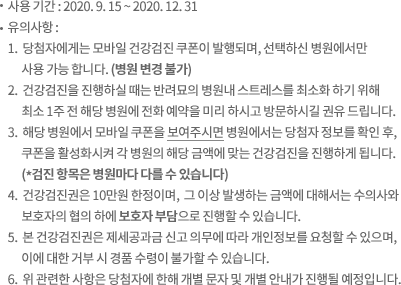 • 사용 기간 : 2020. 9. 15 ~ 2020. 12. 31
• 유의사항 :
1. 당첨자에게는 모바일 건강검진 쿠폰이 발행되며, 선택하신 병원에서만
사용 가능 합니다. (병원 변경 불가)
2. 건강검진을 진행하실 때는 반려묘의 병원내 스트레스를 최소화 하기 위해
최소 1주 전 해당 병원에 전화 예약을 미리 하시고 방문하시길 권유 드립니다.
3. 해당 병원에서 모바일 쿠폰을 보여주시면 병원에서는 당첨자 정보를 확인 후,
쿠폰을 활성화시켜 각 병원의 해당 금액에 맞는 건강검진을 진행하게 됩니다.
(*검진 항목은 병원마다 다를 수 있습니다)
4. 건강검진권은 10만원 한정이며, 그 이상 발생하는 금액에 대해서는 수의사와
보호자의 협의 하에 보호자 부담으로 진행할 수 있습니다.
5. 본 건강검진권은 제세공과금 신고 의무에 따라 개인정보를 요청할 수 있으며,
이에 대한 거부 시 경품 수령이 불가할 수 있습니다.
6. 위 관련한 사항은 당첨자에 한해 개별 문자 및 개별 안내가 진행될 예정입니다.